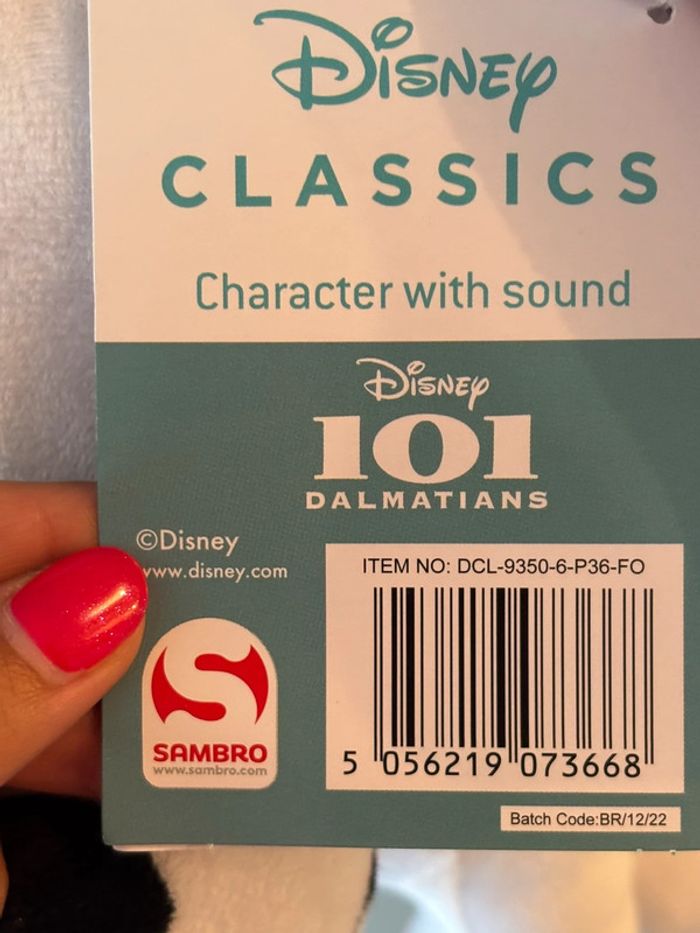 Disney
CLASSICS
Character with sound
Disney
101
DALMATIANS
©Disney
www.disney.com
ITEM NO: DCL-9350-6-P36-FO
SAMBRO
www.sambro.com
5 056219 073668
Batch Code:BR/12/22